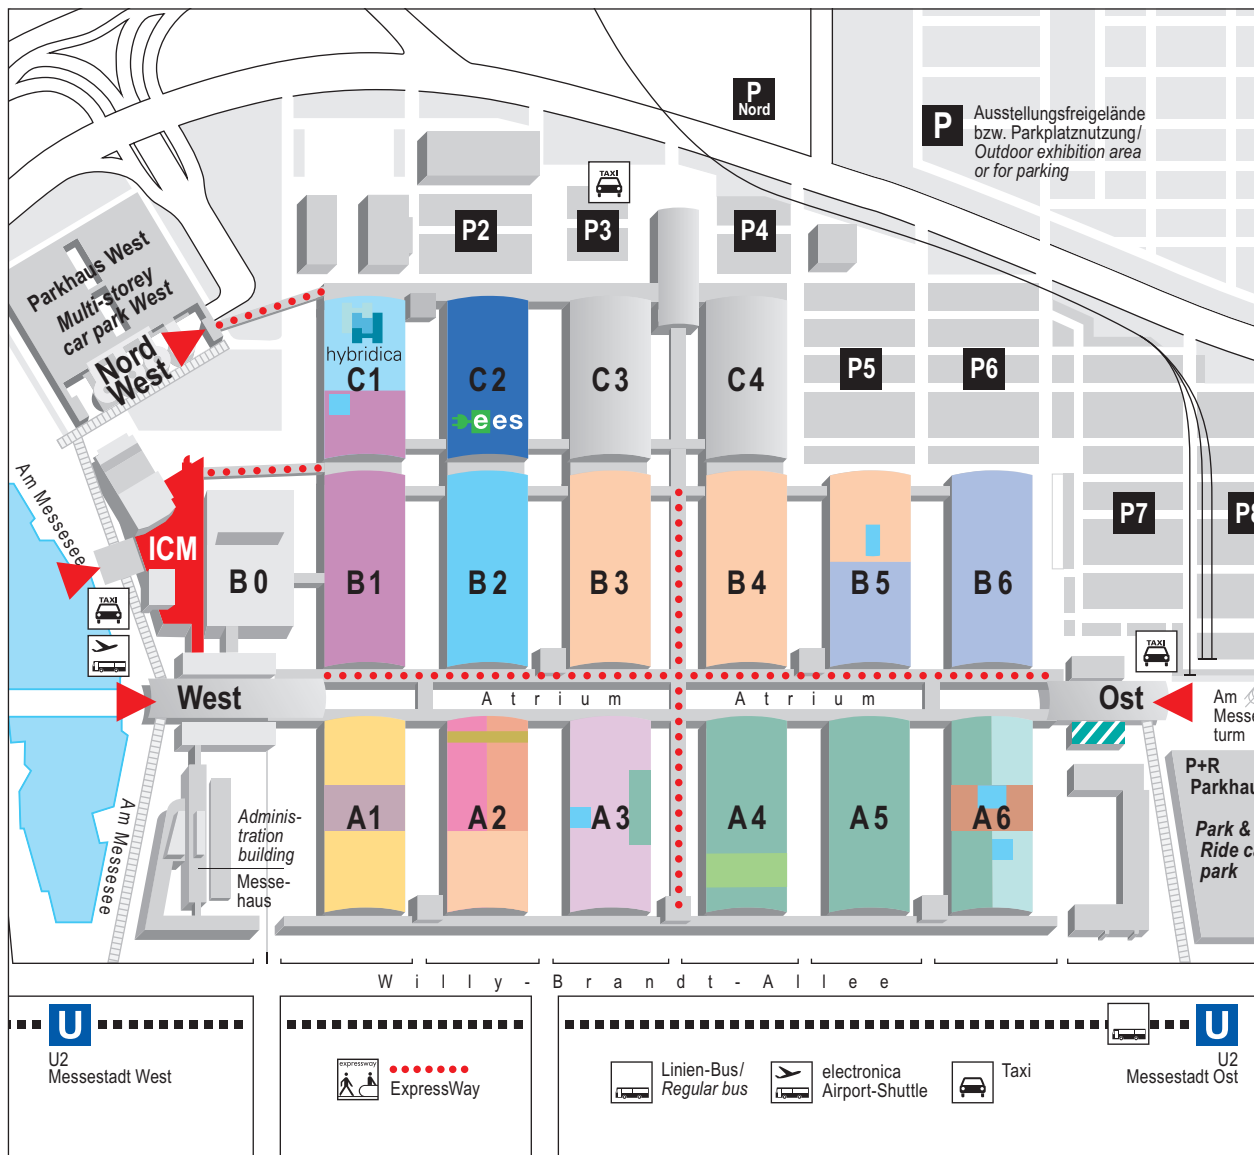 P
Nord
P
Ausstellungsfreigelände
bzw. Parkplatznutzung/
Outdoor exhibition area
or for parking
TAXI
P2
P3
P4
Parkhaus West
Multi-storey
car park West
Nord
West
hybridica
C1
C2
ees
C3
C4
P5
P6
Am Messesee
ICM
B0
B1
B2
B3
B4
B5
B6
P7
P8
TAXI
TAXI
West
Atrium
Atrium
Ost
Am
Messe
turm
A1
A2
A3
A4
A5
A6
Adminis-
tration
building
Messe-
haus
Am Messesee
P+R
Parkhau
Park &
Ride ca
park
Willy-Brandt-Allee
U
U2
Messestadt West
expressway
ExpressWay
Linien-Bus/
Regular bus
electronica
Airport-Shuttle
Taxi
U
U2
Messestadt Ost